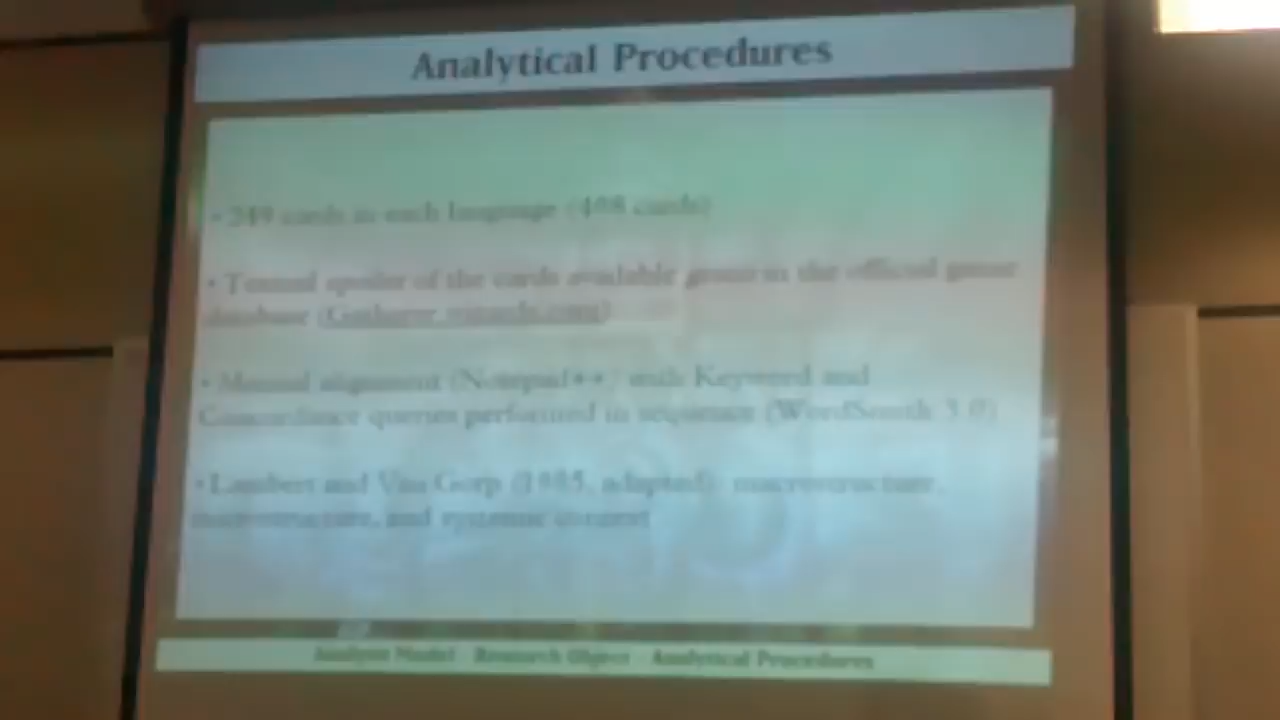 Analytical Procedures
• 249 cards in each language (498 cards)
• Textual spoiler of the cards available in the official game
database (Gatherer.wizards.com)
• Manual alignment (Notepad++) with Keyword and
Concordance queries performed in sequence (WordSmith 5.0)
• Lambert and Van Gorp (1985, adapted): macrostructure,
microstructure, and systemic context
Analysis Model Research Object Analytical Procedures